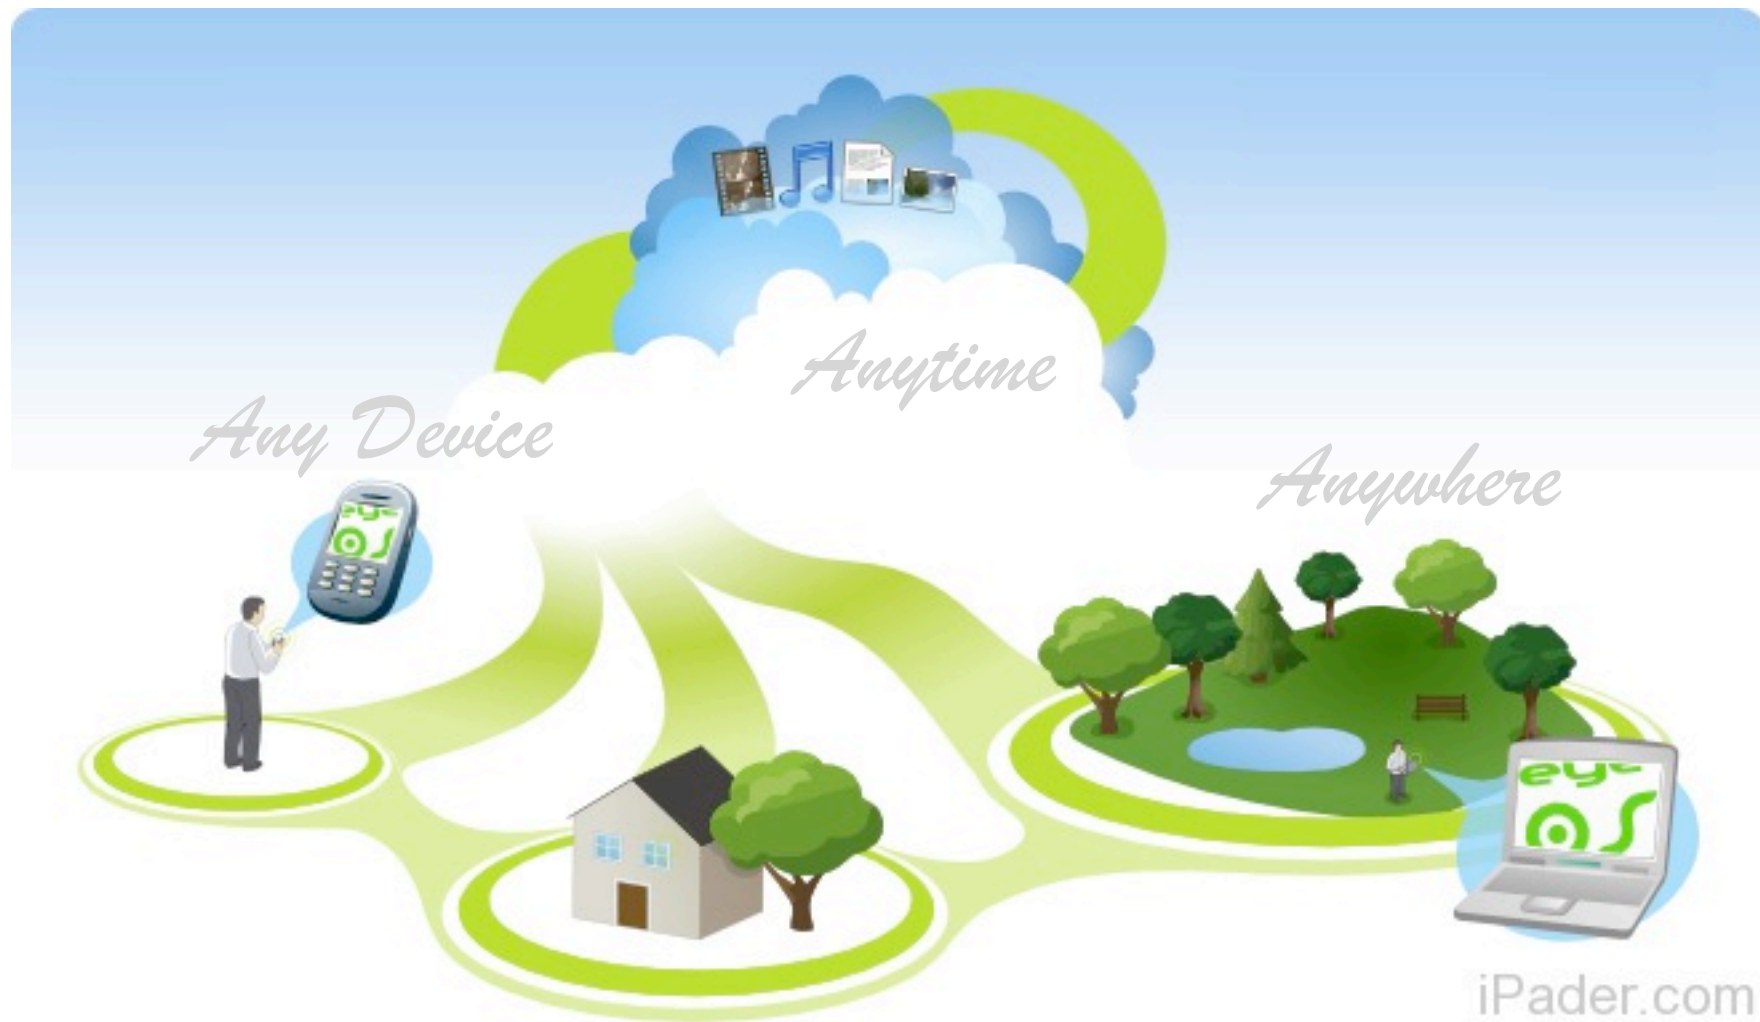 Anytime
Any Device
Anywhere
eye
OS
eye
OS
iPader.com